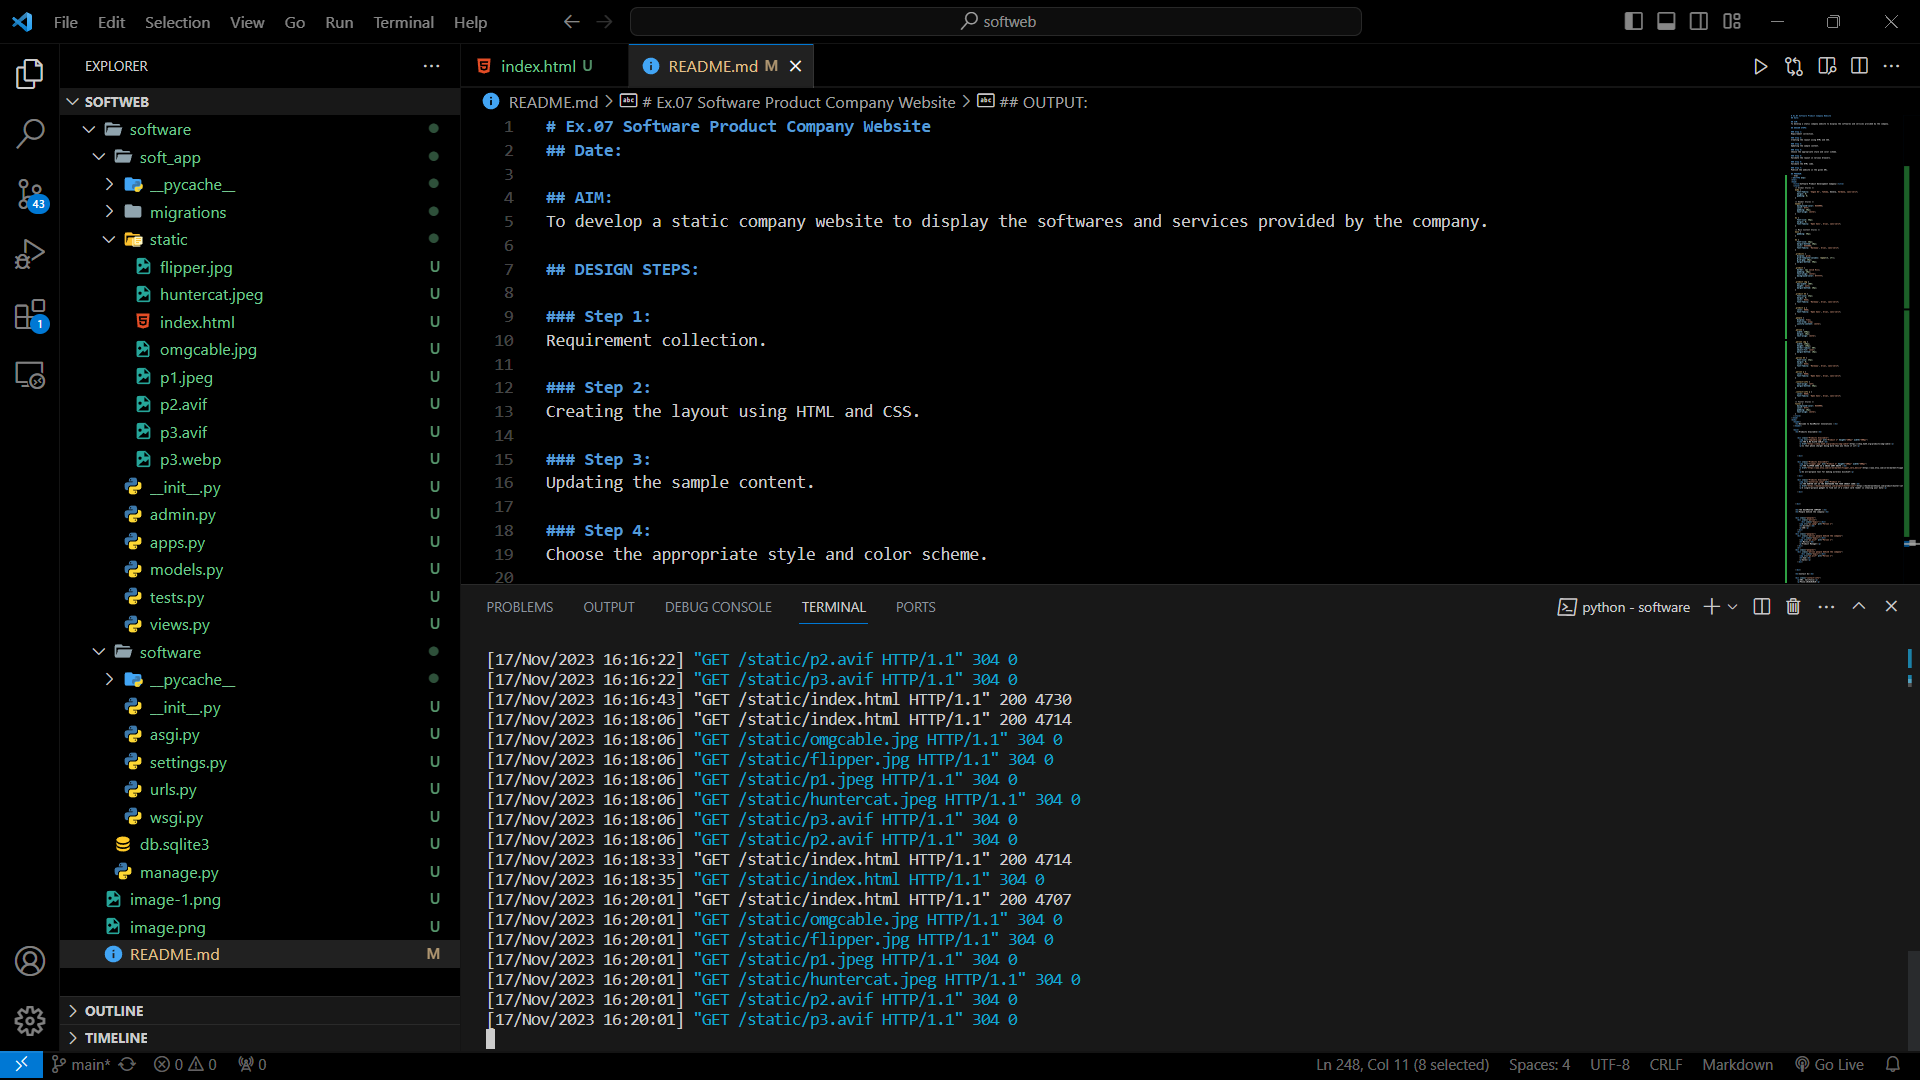 File Edit Selection View Go Run Terminal Help
softweb
EXPLORER
SOFTWEB
software
soft_app
__pycache__
migrations
static
flipper.jpg U
huntercat.jpeg U
index.html U
omgcable.jpg U
p1.jpeg U
p2.avif U
p3.avif U
p3.webp U
__init__.py U
admin.py U
apps.py U
models.py U
tests.py U
views.py U
software
__pycache__
__init__.py U
asgi.py U
settings.py U
urls.py U
wsgi.py U
db.sqlite3 U
manage.py U
image-1.png U
image.png U
README.md M
OUTLINE
TIMELINE
43
1
index.html U
README.md M
README.md > # Ex.07 Software Product Company Website > ## OUTPUT:
1 # Ex.07 Software Product Company Website
2 ## Date:
3
4 ## AIM:
5 To develop a static company website to display the softwares and services provided by the company.
6
7 ## DESIGN STEPS:
8
9 ### Step 1:
10 Requirement collection.
11
12 ### Step 2:
13 Creating the layout using HTML and CSS.
14
15 ### Step 3:
16 Updating the sample content.
17
18 ### Step 4:
19 Choose the appropriate style and color scheme.
20
PROBLEMS OUTPUT DEBUG CONSOLE TERMINAL PORTS
python - software
[17/Nov/2023 16:16:22] "GET /static/p2.avif HTTP/1.1" 304 0
[17/Nov/2023 16:16:22] "GET /static/p3.avif HTTP/1.1" 304 0
[17/Nov/2023 16:16:43] "GET /static/index.html HTTP/1.1" 200 4730
[17/Nov/2023 16:18:06] "GET /static/index.html HTTP/1.1" 200 4714
[17/Nov/2023 16:18:06] "GET /static/omgcable.jpg HTTP/1.1" 304 0
[17/Nov/2023 16:18:06] "GET /static/flipper.jpg HTTP/1.1" 304 0
[17/Nov/2023 16:18:06] "GET /static/p1.jpeg HTTP/1.1" 304 0
[17/Nov/2023 16:18:06] "GET /static/huntercat.jpeg HTTP/1.1" 304 0
[17/Nov/2023 16:18:06] "GET /static/p3.avif HTTP/1.1" 304 0
[17/Nov/2023 16:18:06] "GET /static/p2.avif HTTP/1.1" 304 0
[17/Nov/2023 16:18:33] "GET /static/index.html HTTP/1.1" 200 4714
[17/Nov/2023 16:18:35] "GET /static/index.html HTTP/1.1" 304 0
[17/Nov/2023 16:20:01] "GET /static/index.html HTTP/1.1" 200 4707
[17/Nov/2023 16:20:01] "GET /static/omgcable.jpg HTTP/1.1" 304 0
[17/Nov/2023 16:20:01] "GET /static/flipper.jpg HTTP/1.1" 304 0
[17/Nov/2023 16:20:01] "GET /static/p1.jpeg HTTP/1.1" 304 0
[17/Nov/2023 16:20:01] "GET /static/huntercat.jpeg HTTP/1.1" 304 0
[17/Nov/2023 16:20:01] "GET /static/p2.avif HTTP/1.1" 304 0
[17/Nov/2023 16:20:01] "GET /static/p3.avif HTTP/1.1" 304 0
main* 0 0 0 Ln 248, Col 11 (8 selected) Spaces: 4 UTF-8 CRLF Markdown Go Live